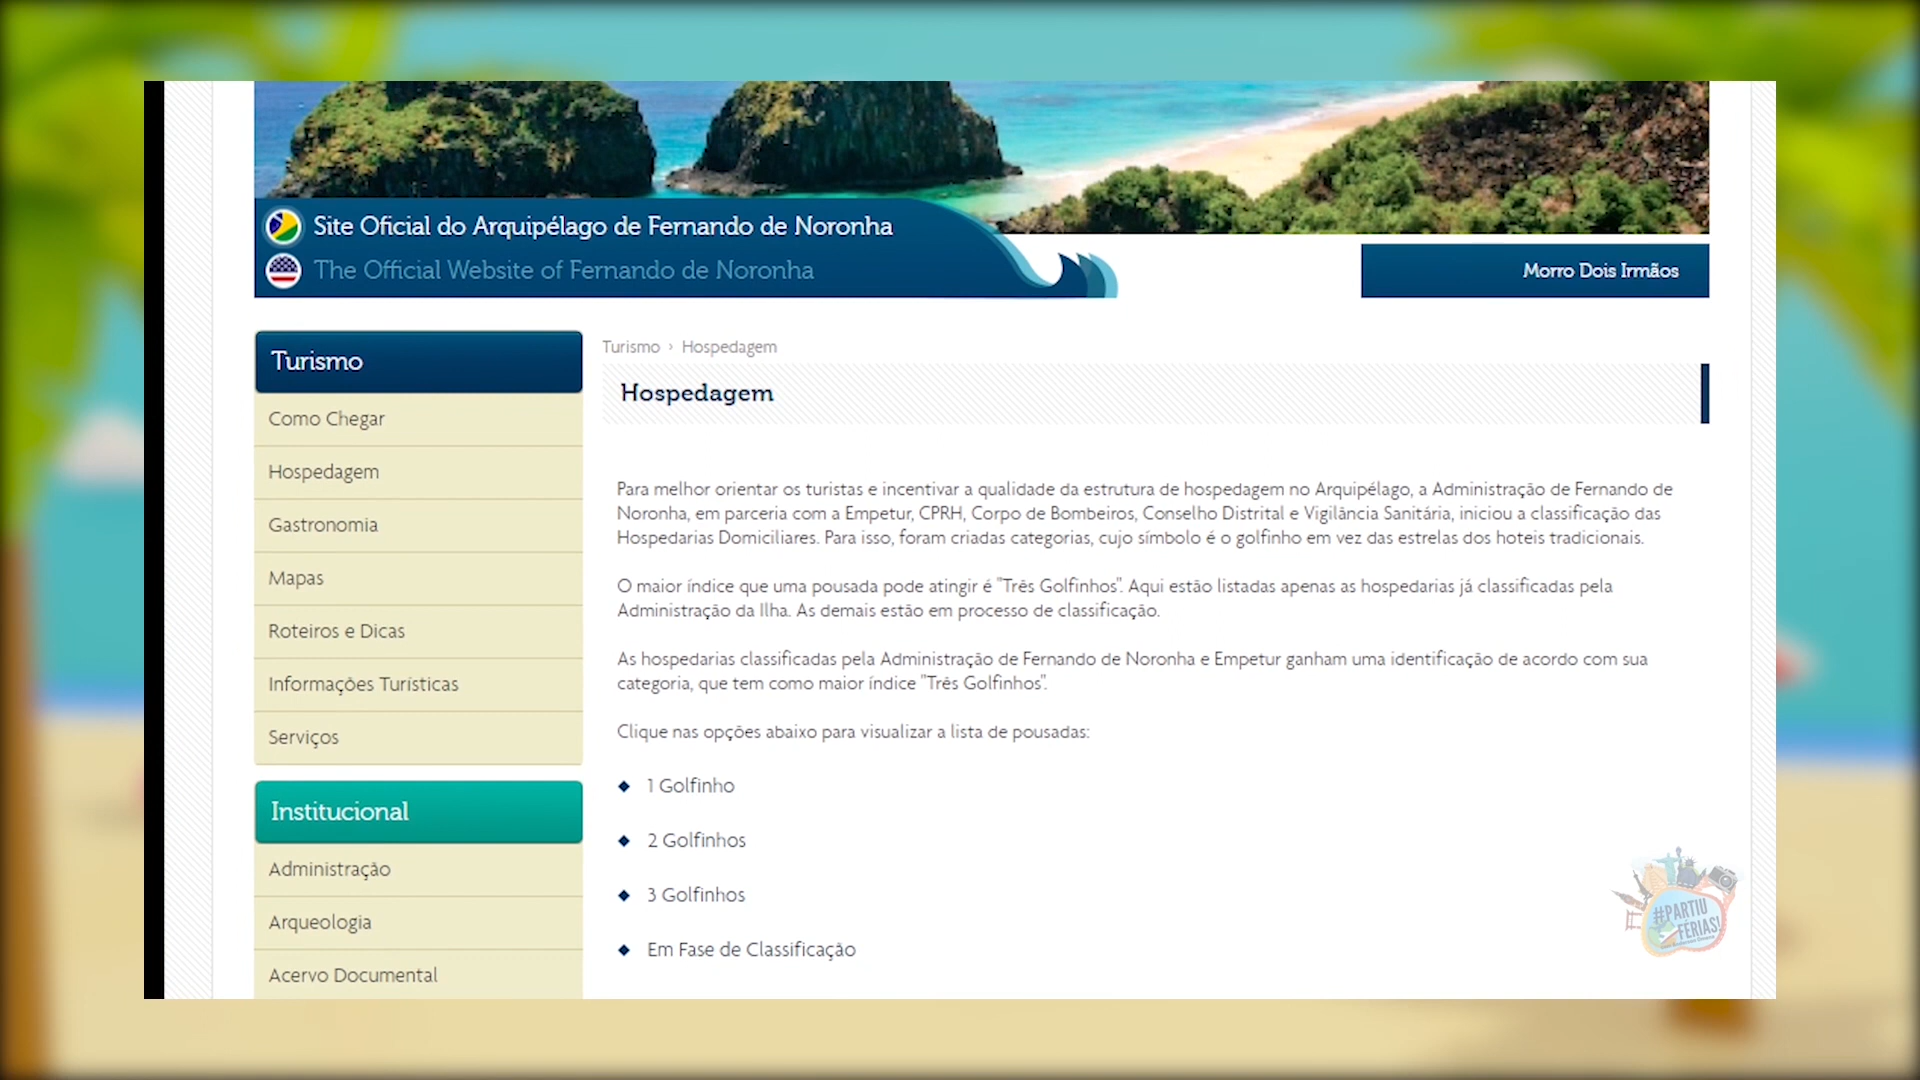 Site Oficial do Arquipélago de Fernando de Noronha
The Official Website of Fernando de Noronha
Morro Dois Irmãos
Turismo
Como Chegar
Hospedagem
Gastronomia
Mapas
Roteiros e Dicas
Informações Turísticas
Serviços
Institucional
Administração
Arqueologia
Acervo Documental
Turismo › Hospedagem
Hospedagem
Para melhor orientar os turistas e incentivar a qualidade da estrutura de hospedagem no Arquipélago, a Administração de Fernando de
Noronha, em parceria com a Empetur, CPRH, Corpo de Bombeiros, Conselho Distrital e Vigilância Sanitária, iniciou a classificação das
Hospedarias Domiciliares. Para isso, foram criadas categorias, cujo símbolo é o golfinho em vez das estrelas dos hoteis tradicionais.
O maior índice que uma pousada pode atingir é "Três Golfinhos". Aqui estão listadas apenas as hospedarias já classificadas pela
Administração da Ilha. As demais estão em processo de classificação.
As hospedarias classificadas pela Administração de Fernando de Noronha e Empetur ganham uma identificação de acordo com sua
categoria, que tem como maior índice "Três Golfinhos".
Clique nas opções abaixo para visualizar a lista de pousadas:
1 Golfinho
2 Golfinhos
3 Golfinhos
Em Fase de Classificação
#PARTIU
FÉRIAS!